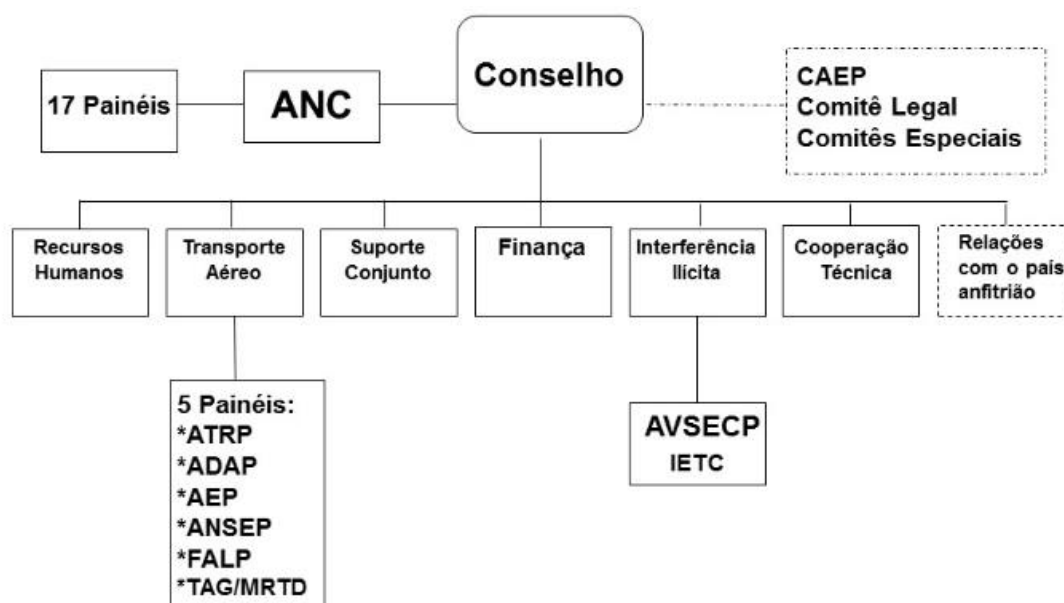 Conselho
17 Painéis
ANC
CAEP
Comitê Legal
Comitês Especiais
Recursos
Humanos
Transporte
Aéreo
Suporte
Conjunto
Finança
Interferência
Ilícita
Cooperação
Técnica
Relações
com o país
anfitrião
5 Painéis:
*ATRP
*ADAP
*AEP
*ANSEP
*FALP
*TAG/MRTD
AVSECP
IETC